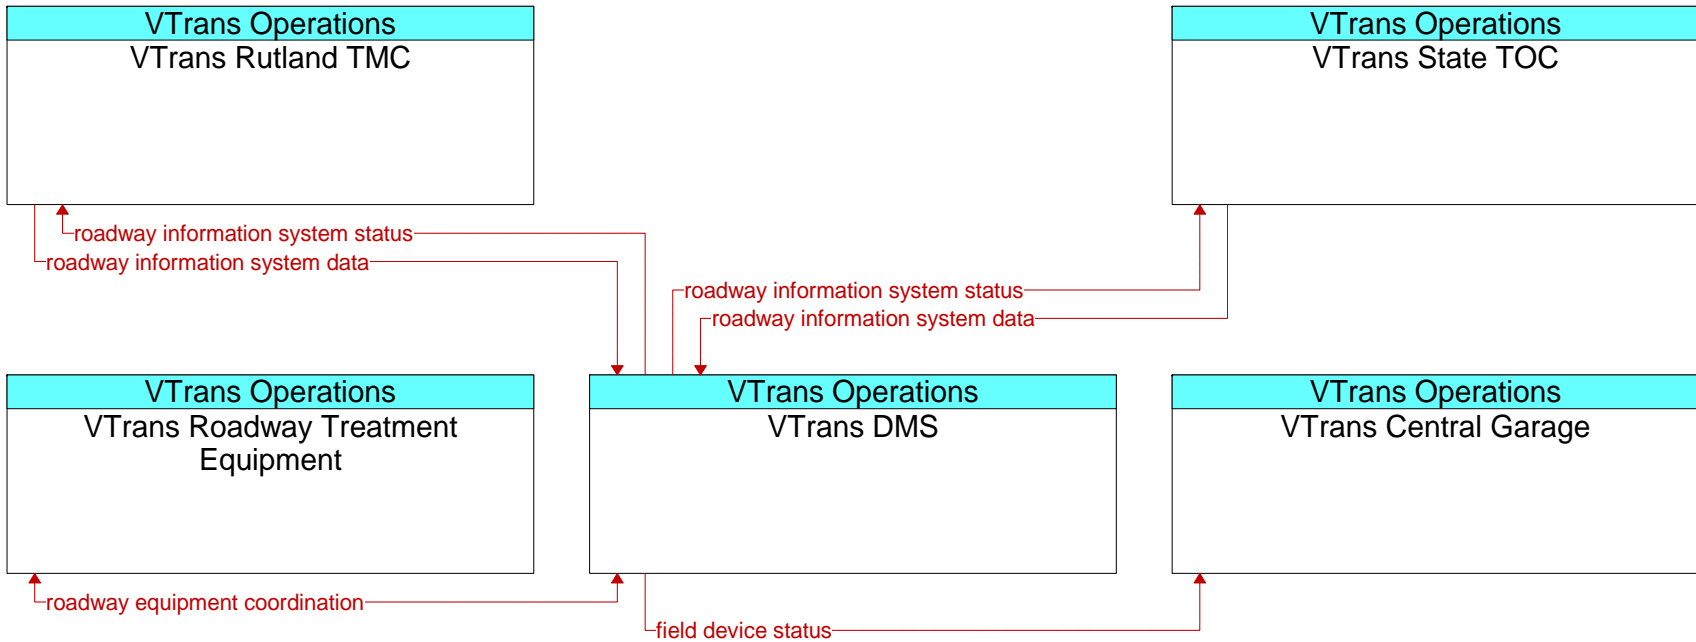 VTrans Operations
VTrans Rutland TMC
VTrans Operations
VTrans State TOC
roadway information system status
roadway information system data
roadway information system status
roadway information system data
VTrans Operations
VTrans Roadway Treatment
Equipment
VTrans Operations
VTrans DMS
VTrans Operations
VTrans Central Garage
roadway equipment coordination
field device status